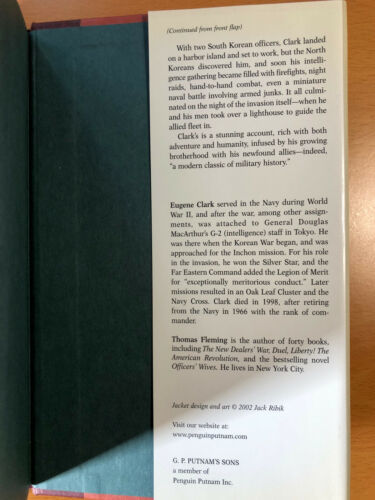 (Continued from front flap)
With two South Korean officers, Clark landed
on a harbor island and set to work, but the North
Koreans discovered him, and soon his intelli-
gence gathering became filled with firefights, night
raids, hand-to-hand combat, even a miniature
naval battle involving armed junks. It all culmi-
nated on the night of the invasion itself—when he
and his men took over a lighthouse to guide the
allied fleet in.
Clark's is a stunning account, rich with both
adventure and humanity, infused by his growing
brotherhood with his newfound allies—indeed,
"a modern classic of military history."
Eugene Clark served in the Navy during World
War II, and after the war, among other assign-
ments, was attached to General Douglas
MacArthur's G-2 (intelligence) staff in Tokyo. He
was there when the Korean War began, and was
approached for the Inchon mission. For his role
in the invasion, he won the Silver Star, and the
Far Eastern Command added the Legion of Merit
for "exceptionally meritorious conduct." Later
missions resulted in an Oak Leaf Cluster and the
Navy Cross. Clark died in 1998, after retiring
from the Navy in 1966 with the rank of com-
mander.
Thomas Fleming is the author of forty books,
including The New Dealers' War, Duel, Liberty! The
American Revolution, and the bestselling novel
Officers' Wives. He lives in New York City.
Jacket design and art © 2002 Jack Ribik
Visit our website at:
www.penguinputnam.com
G. P. PUTNAM'S SONS
a member of
Penguin Putnam Inc.